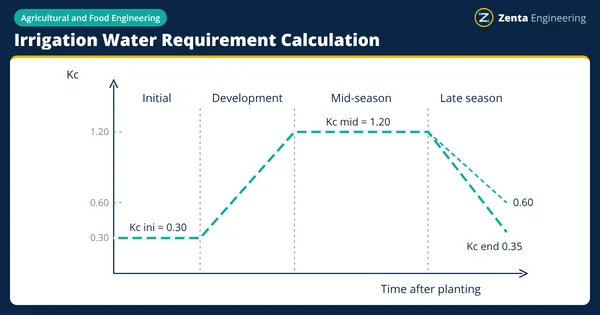 Agricultural and Food Engineering
Zenta Engineering
Irrigation Water Requirement Calculation
Kc
Initial
Development
Mid-season
Late season
Kc mid = 1.20
1.20
0.60
0.60
Kc ini = 0.30
0.30
Kc end 0.35
Time after planting